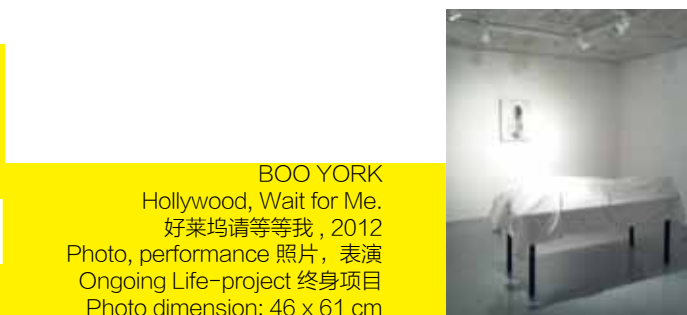 BOO YORK
Hollywood, Wait for Me.
好莱坞请等等我 , 2012
Photo, performance 照片，表演
Ongoing Life-project 终身项目
Photo dimension: 46 x 61 cm